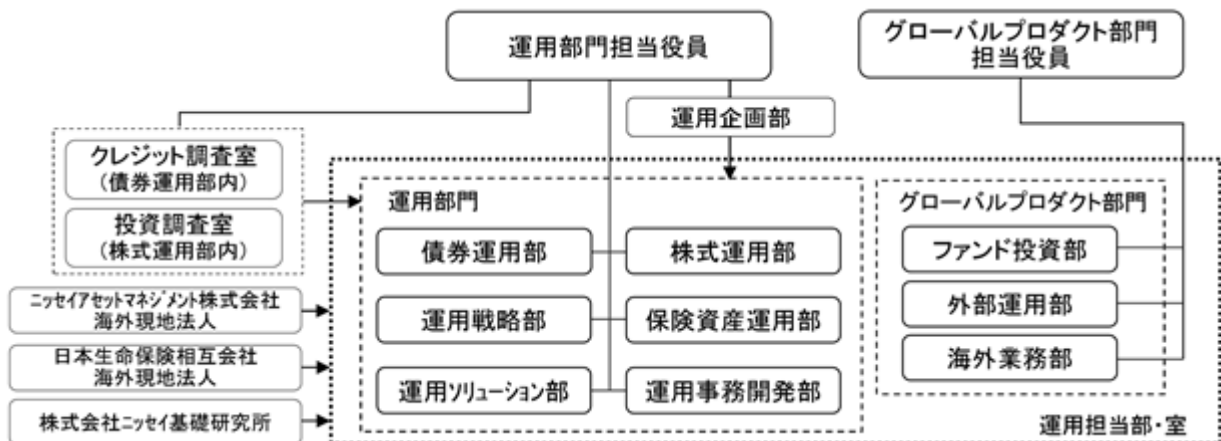 運用部門担当役員
グローバルプロダクト部門
担当役員
運用企画部
クレジット調査室
(債券運用部内)
投資調査室
(株式運用部内)
運用部門
グローバルプロダクト部門
債券運用部
株式運用部
ファンド投資部
ニッセイアセットマネジメント株式会社
海外現地法人
運用戦略部
保険資産運用部
外部運用部
日本生命保険相互会社
海外現地法人
海外業務部
運用ソリューション部
運用事務開発部
株式会社ニッセイ基礎研究所
運用担当部・室